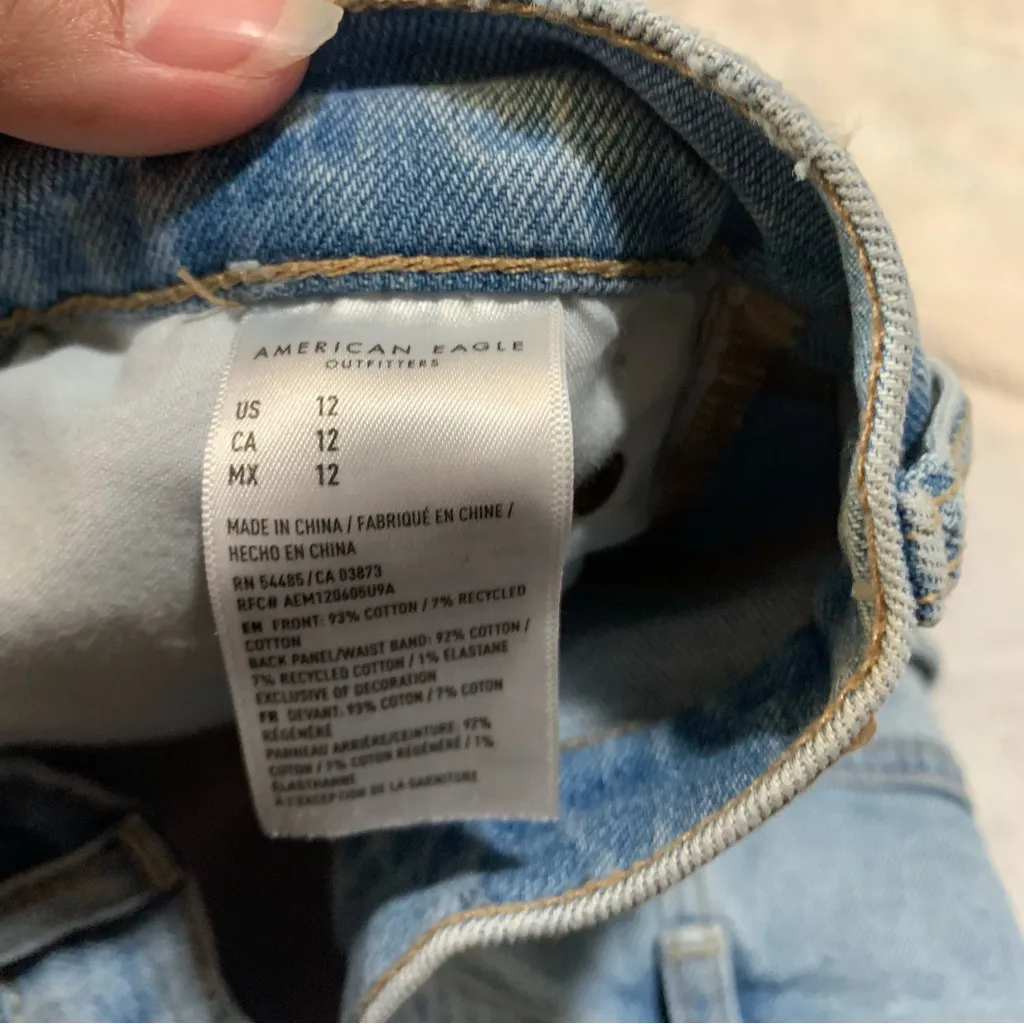 AMERICAN EAGLE
OUTFITTERS
US 12
CA 12
MX 12
MADE IN CHINA / FABRIQUÉ EN CHINE /
HECHO EN CHINA
RN 54485/CA 03873
RFC# AEM120605U9A
EN FRONT: 93% COTTON / 7% RECYCLED
COTTON
BACK PANEL/WAIST BAND: 92% COTTON /
7% RECYCLED COTTON / 1% ELASTANE
EXCLUSIVE OF DECORATION
FR DEVANT: 93% COTON / 7% COTON
RÉGÉNÉRÉ
PANNEAU ARRIÈRE/CEINTURE: 92%
COTON / 7% COTON RÉGÉNÉRÉ / 1%
ÉLASTHANNE
À L'EXCEPTION DE LA GARNITURE